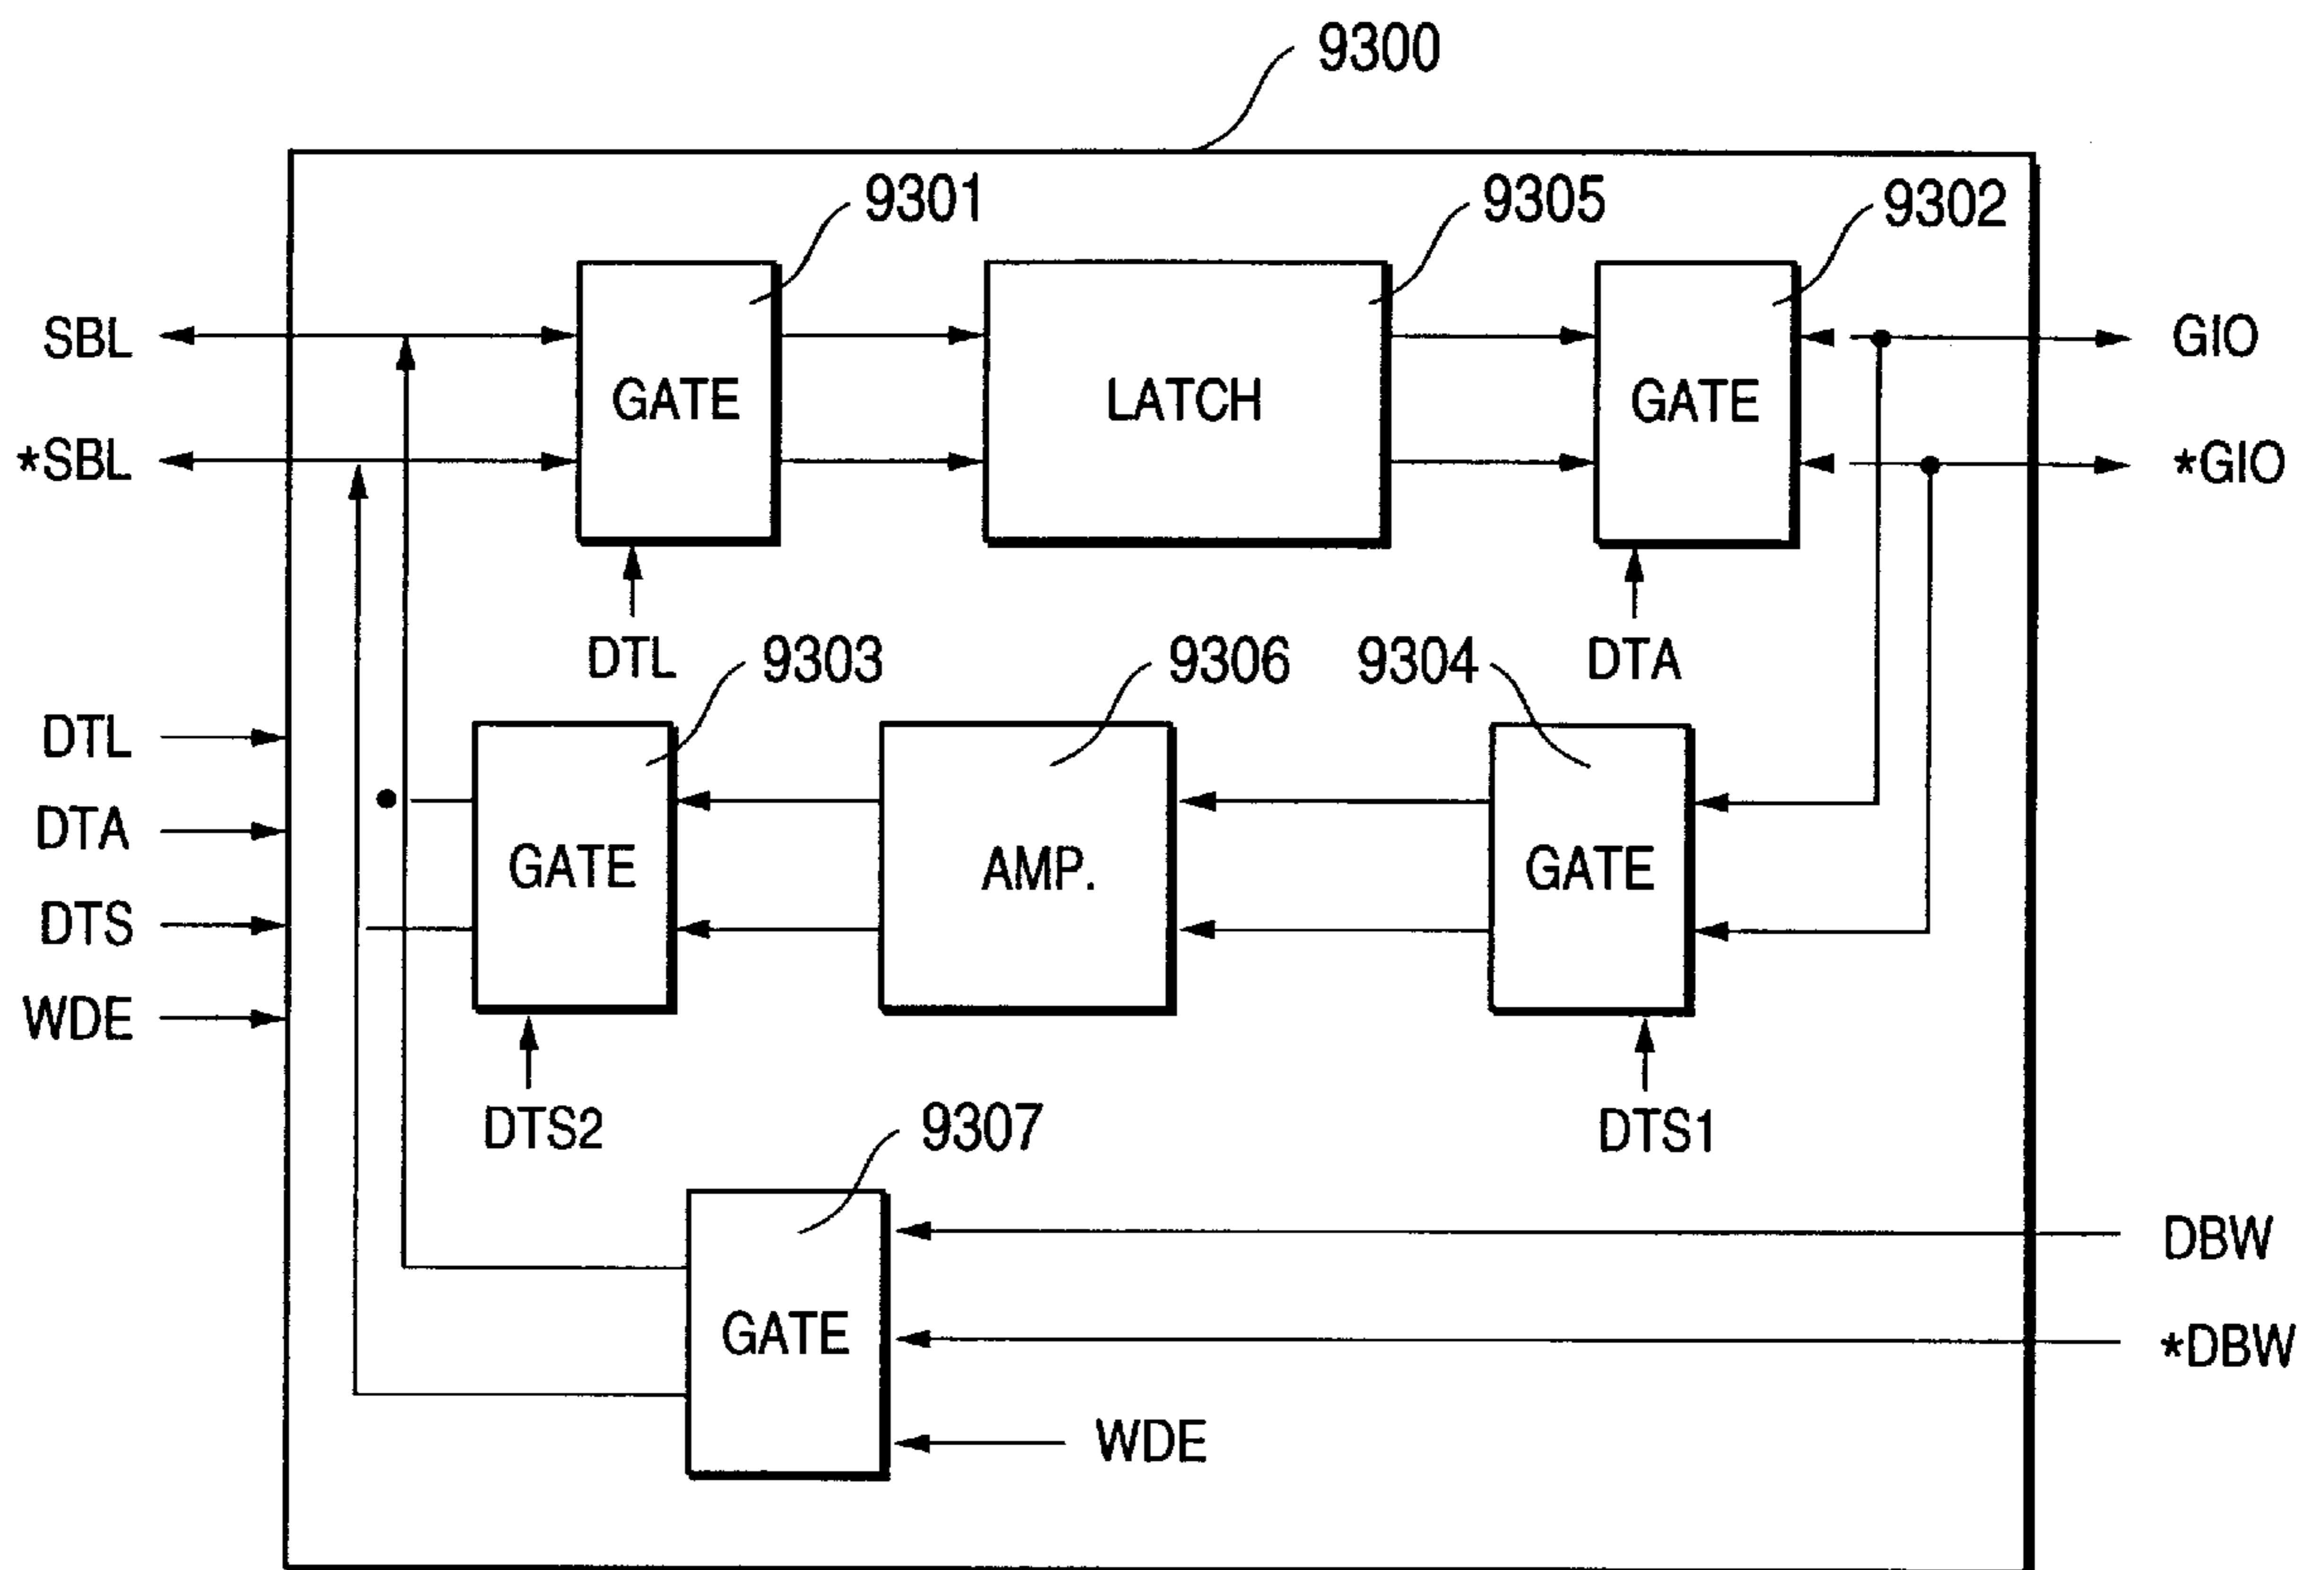 9300
9301
9305
9302
SBL
GATE
LATCH
GATE
GIO
*SBL
*GIO
DTL
DTA
9303
9306
9304
DTL
DTA
GATE
AMP.
GATE
DTS
WDE
DTS2
DTS1
9307
DBW
GATE
*DBW
WDE